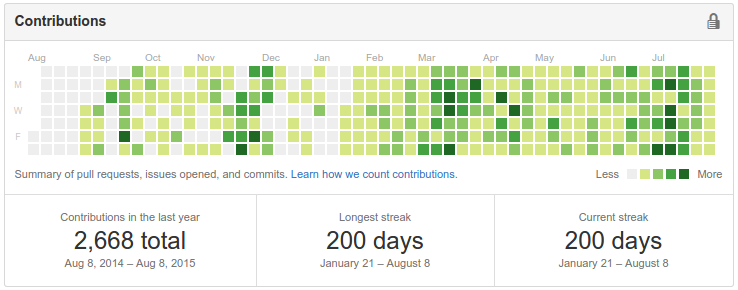 Contributions
Aug Sep Oct Nov Dec Jan Feb Mar Apr May Jun Jul
M
W
F
Summary of pull requests, issues opened, and commits. Learn how we count contributions.
Less More
Contributions in the last year
2,668 total
Aug 8, 2014 – Aug 8, 2015
Longest streak
200 days
January 21 – August 8
Current streak
200 days
January 21 – August 8